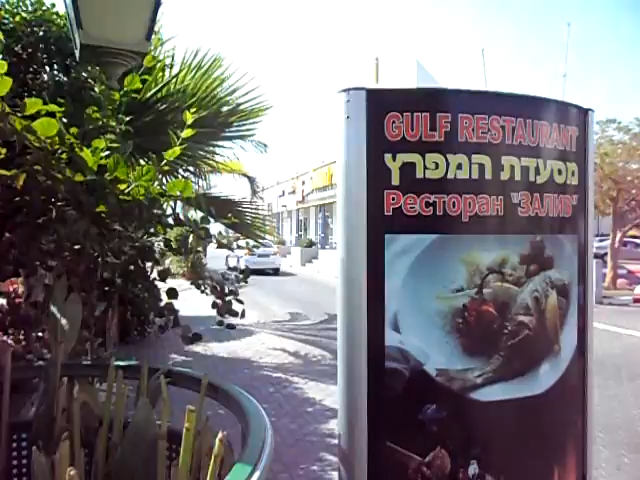 GULF RESTAURANT
מסעדת המפרץ
Ресторан "ЗАЛИВ"